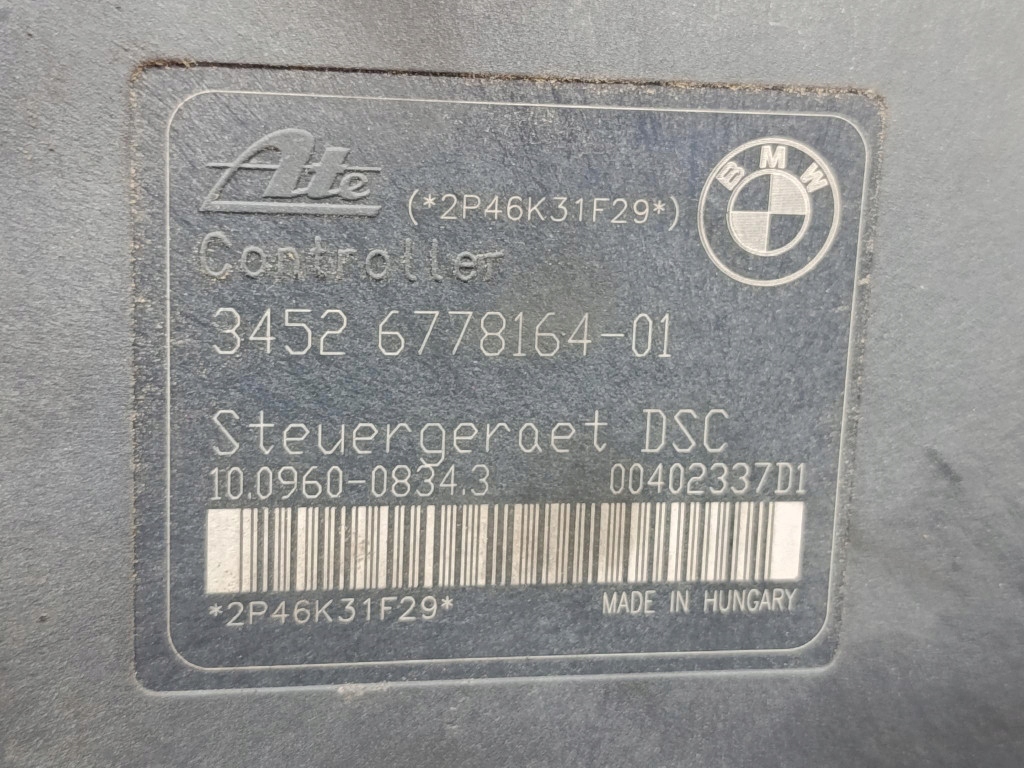 Ate
(*2P46K31F29*)
BMW
Controller
3452 6778164-01
Steuergeraet DSC
10.0960-0834.3 00402337D1
*2P46K31F29* MADE IN HUNGARY